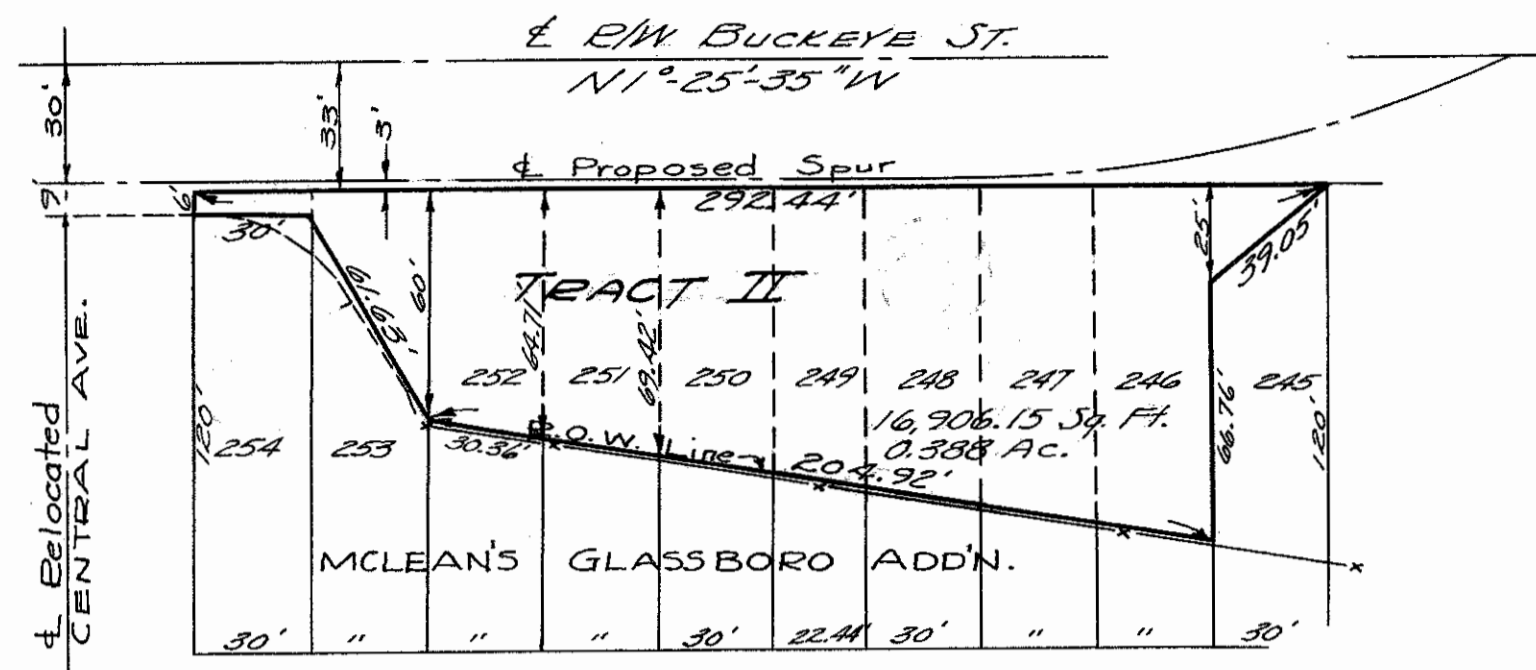 ℄ R/W BUCKEYE ST.
N1°-25'-35"W
30'
33'
3'
℄ Proposed Spur
9'
6'
292.44'
30'
61.63'
60'
TRACT II
64.71'
69.42'
25'
39.05'
252 251 250 249 248 247 246 245
16,906.15 Sq. Ft.
0.388 Ac.
120'
254 253
30.36'
R.O.W. Line
204.92'
66.76'
120'
MCLEAN'S GLASSBORO ADD'N.
℄ Relocated
CENTRAL AVE.
30' " " " 30' 22.44' 30' " " 30'